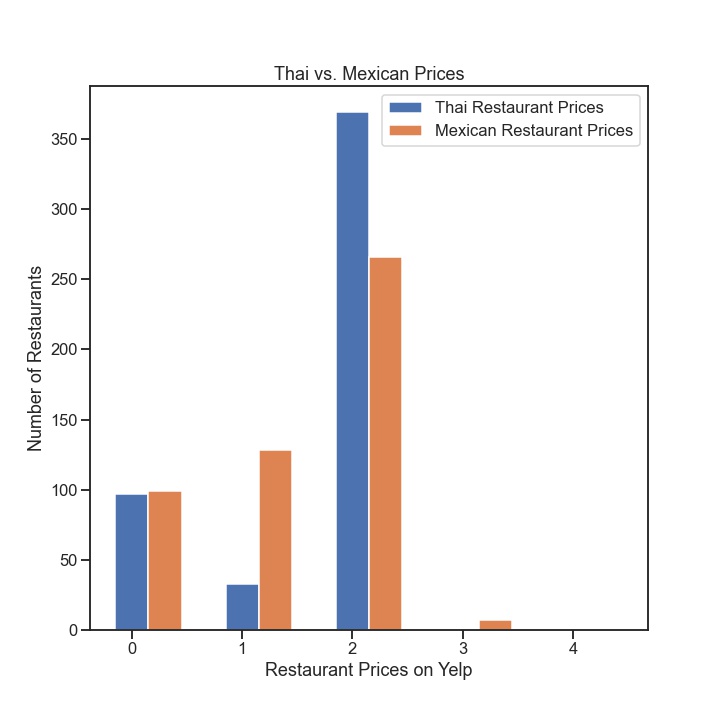 Thai vs. Mexican Prices
Thai Restaurant Prices
Mexican Restaurant Prices
350
300
250
200
150
100
50
0
Number of Restaurants
0 1 2 3 4
Restaurant Prices on Yelp